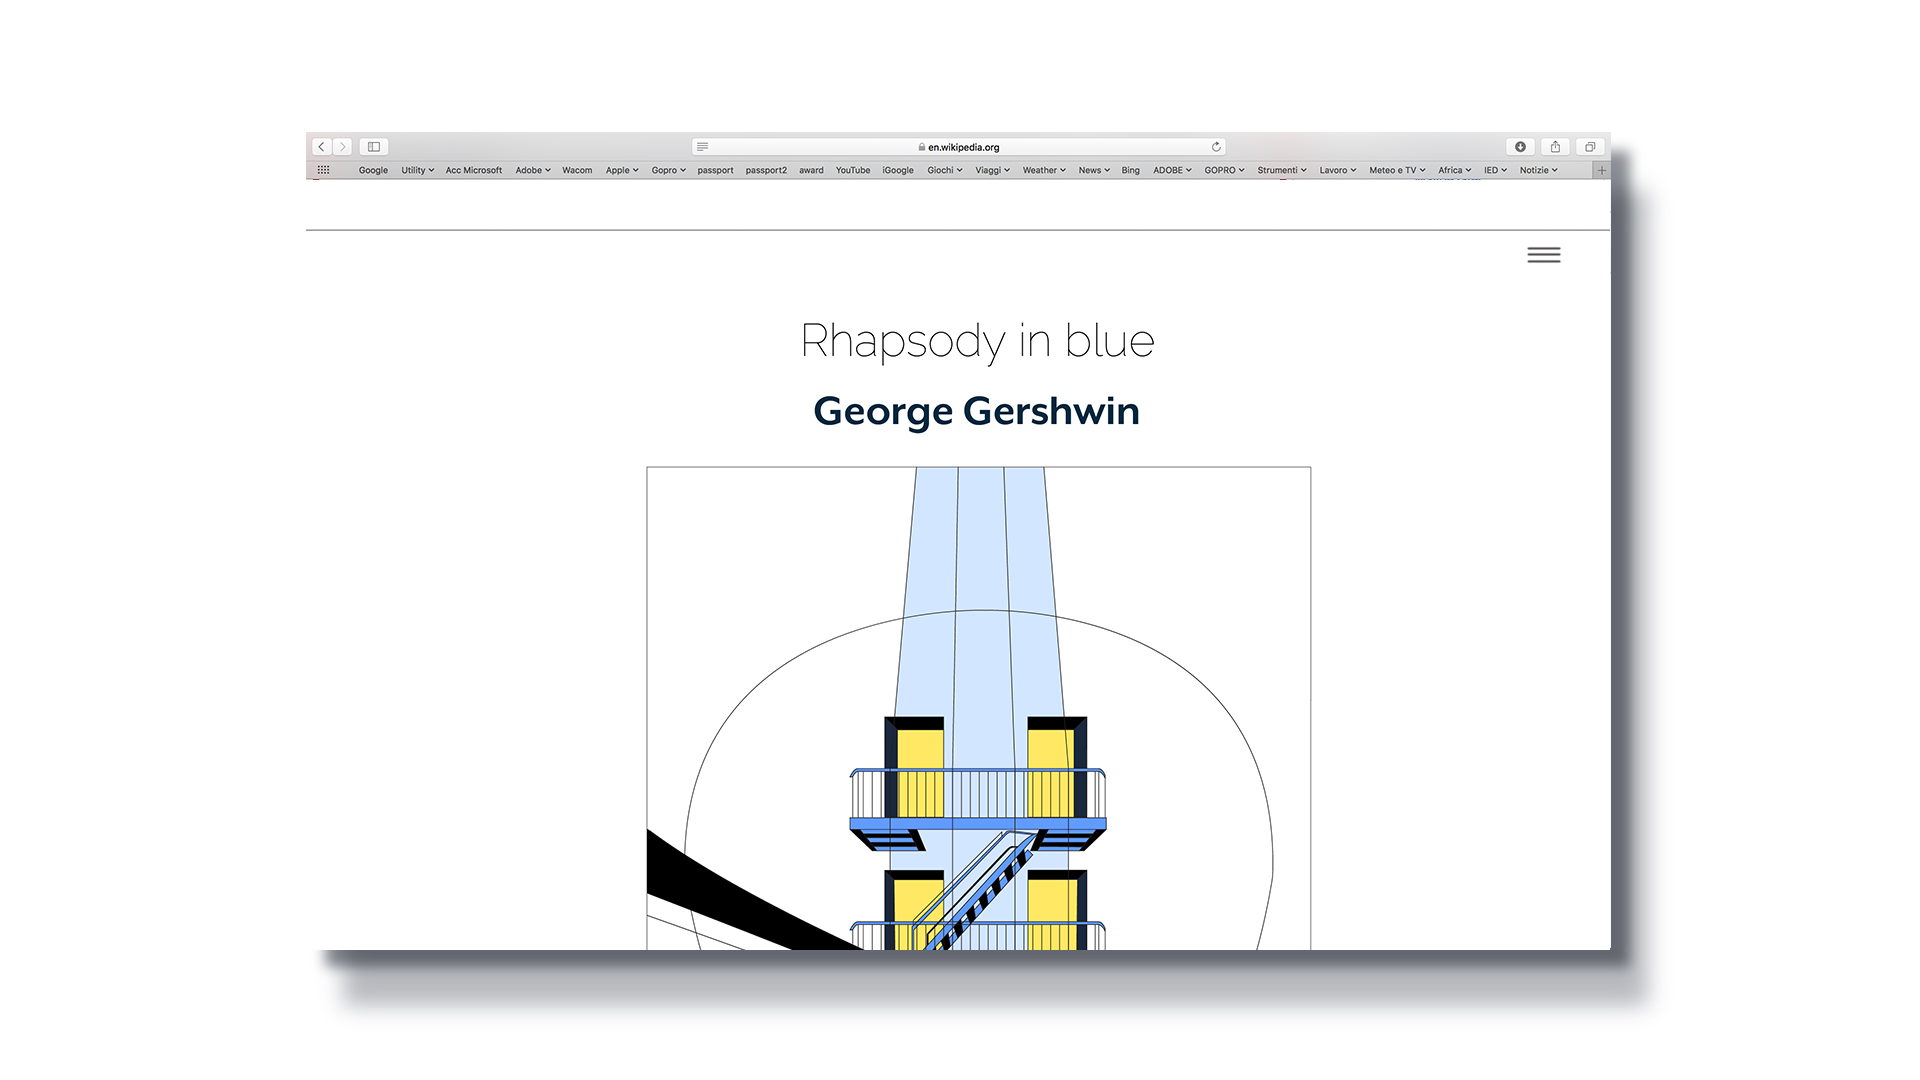 en.wikipedia.org
Google Utility Acc Microsoft Adobe Wacom Apple Gopro passport passport2 award YouTube iGoogle Giochi Viaggi Weather News Bing ADOBE GOPRO Strumenti Lavoro Meteo e TV Africa IED Notizie
Rhapsody in blue
George Gershwin